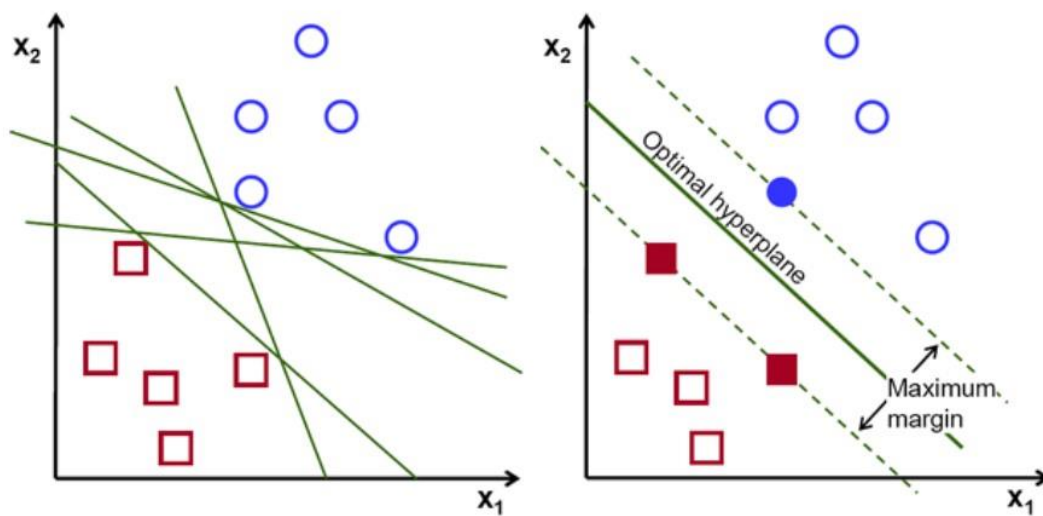 x₂
x₁
x₂
Optimal hyperplane
Maximum
margin
x₁